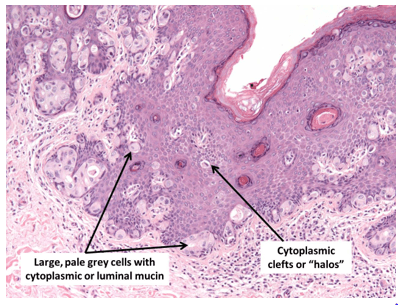 Large, pale grey cells with
cytoplasmic or luminal mucin
Cytoplasmic
clefts or “halos”